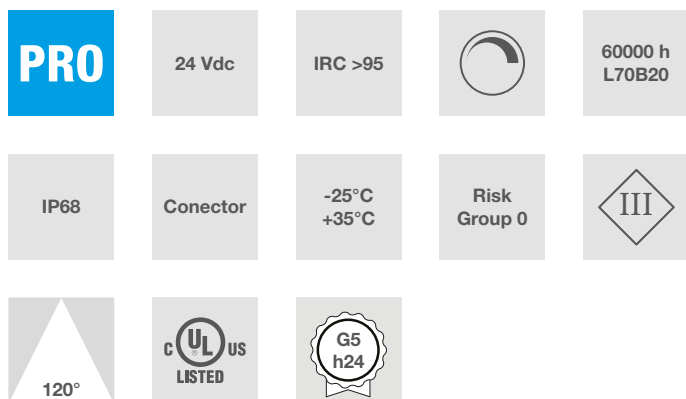 PRO
24 Vdc
IRC >95
60000 h
L70B20
IP68
Conector
-25°C
+35°C
Risk
Group 0
III
120°
C UL US
®
LISTED
G5
h24